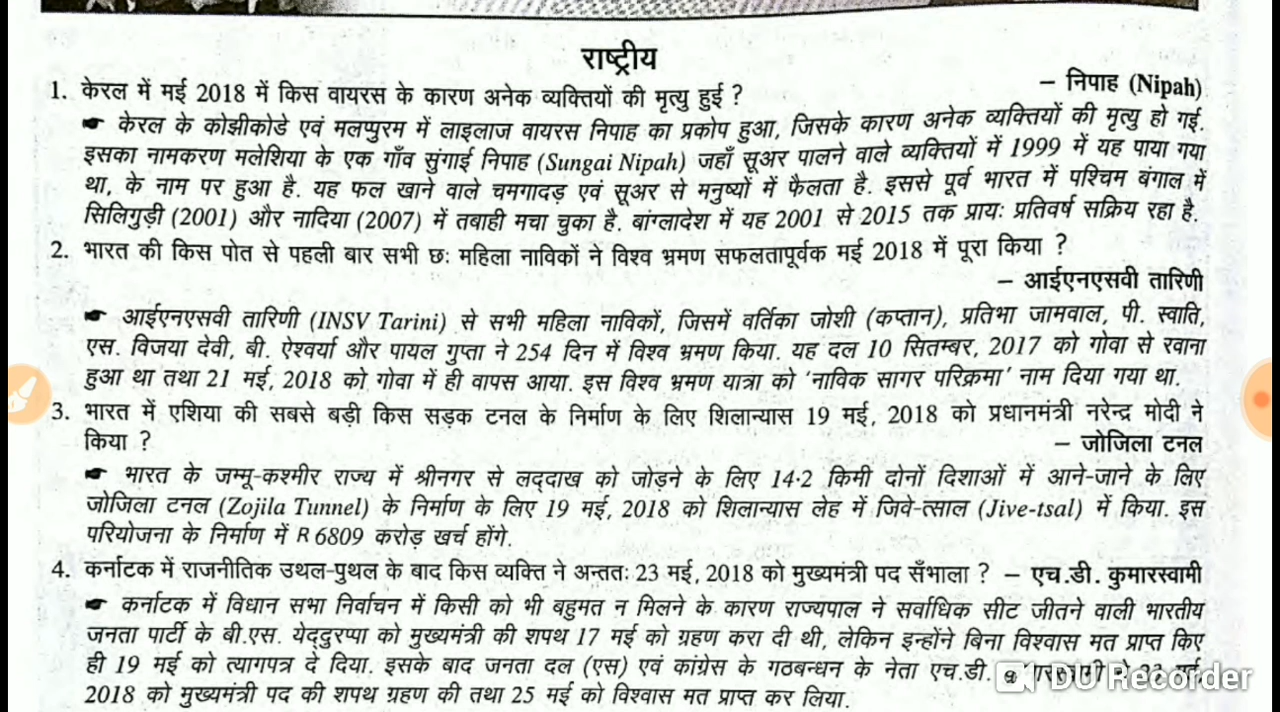 राष्ट्रीय
1. केरल में मई 2018 में किस वायरस के कारण अनेक व्यक्तियों की मृत्यु हुई ? – निपाह (Nipah)
☛ केरल के कोझीकोडे एवं मलप्पुरम में लाइलाज वायरस निपाह का प्रकोप हुआ, जिसके कारण अनेक व्यक्तियों की मृत्यु हो गई.
इसका नामकरण मलेशिया के एक गाँव सुंगाई निपाह (Sungai Nipah) जहाँ सूअर पालने वाले व्यक्तियों में 1999 में यह पाया गया
था, के नाम पर हुआ है. यह फल खाने वाले चमगादड़ एवं सूअर से मनुष्यों में फैलता है. इससे पूर्व भारत में पश्चिम बंगाल में
सिलिगुड़ी (2001) और नादिया (2007) में तबाही मचा चुका है. बांग्लादेश में यह 2001 से 2015 तक प्रायः प्रतिवर्ष सक्रिय रहा है.
2. भारत की किस पोत से पहली बार सभी छः महिला नाविकों ने विश्व भ्रमण सफलतापूर्वक मई 2018 में पूरा किया ?
– आईएनएसवी तारिणी
☛ आईएनएसवी तारिणी (INSV Tarini) से सभी महिला नाविकों, जिसमें वर्तिका जोशी (कप्तान), प्रतिभा जामवाल, पी. स्वाति,
एस. विजया देवी, बी. ऐश्वर्या और पायल गुप्ता ने 254 दिन में विश्व भ्रमण किया. यह दल 10 सितम्बर, 2017 को गोवा से रवाना
हुआ था तथा 21 मई, 2018 को गोवा में ही वापस आया. इस विश्व भ्रमण यात्रा को 'नाविक सागर परिक्रमा' नाम दिया गया था.
3. भारत में एशिया की सबसे बड़ी किस सड़क टनल के निर्माण के लिए शिलान्यास 19 मई, 2018 को प्रधानमंत्री नरेन्द्र मोदी ने
किया ? – जोजिला टनल
☛ भारत के जम्मू-कश्मीर राज्य में श्रीनगर से लद्दाख को जोड़ने के लिए 14·2 किमी दोनों दिशाओं में आने-जाने के लिए
जोजिला टनल (Zojila Tunnel) के निर्माण के लिए 19 मई, 2018 को शिलान्यास लेह में जिवे-त्साल (Jive-tsal) में किया. इस
परियोजना के निर्माण में R 6809 करोड़ खर्च होंगे.
4. कर्नाटक में राजनीतिक उथल-पुथल के बाद किस व्यक्ति ने अन्ततः 23 मई, 2018 को मुख्यमंत्री पद सँभाला ? – एच.डी. कुमारस्वामी
☛ कर्नाटक में विधान सभा निर्वाचन में किसी को भी बहुमत न मिलने के कारण राज्यपाल ने सर्वाधिक सीट जीतने वाली भारतीय
जनता पार्टी के बी.एस. येद्दुरप्पा को मुख्यमंत्री की शपथ 17 मई को ग्रहण करा दी थी, लेकिन इन्होंने बिना विश्वास मत प्राप्त किए
ही 19 मई को त्यागपत्र दे दिया. इसके बाद जनता दल (एस) एवं कांग्रेस के गठबन्धन के नेता एच.डी.
DU Recorder
2018 को मुख्यमंत्री पद की शपथ ग्रहण की तथा 25 मई को विश्वास मत प्राप्त कर लिया.